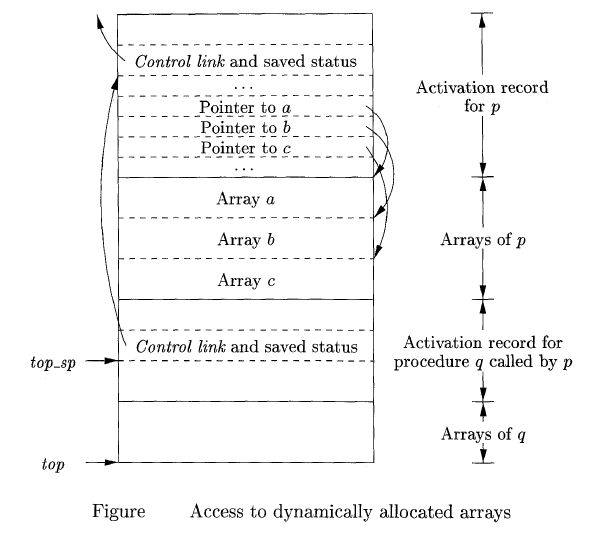 Control link and saved status
...
Pointer to a
Pointer to b
Pointer to c
...
Array a
Array b
Array c
Control link and saved status
top_sp
top
Activation record
for p
Arrays of p
Activation record for
procedure q called by p
Arrays of q
Figure Access to dynamically allocated arrays